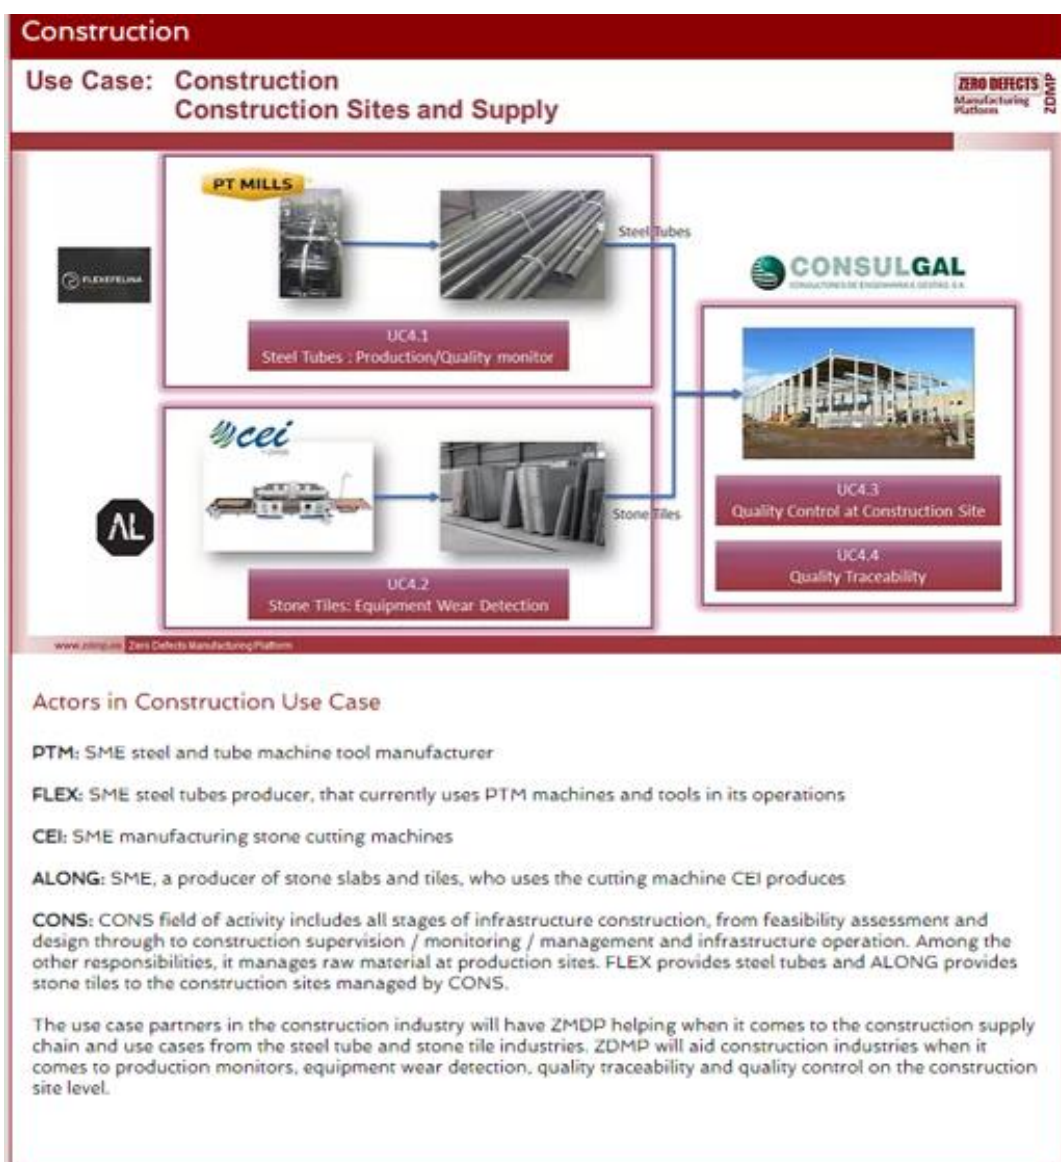 Construction
Use Case: Construction
Construction Sites and Supply
ZERO DEFECTS
Manufacturing
Platform
ZDMP
PT MILLS
Steel Tubes
FLEXEFELINA
CONSULGAL
CONSULTORES DE ENGENHARIA E GESTÃO, S.A.
UC4.1
Steel Tubes : Production/Quality monitor
cei
AL
Stone Tiles
UC4.2
Stone Tiles: Equipment Wear Detection
UC4.3
Quality Control at Construction Site
UC4.4
Quality Traceability
www.zdmp.eu Zero Defects Manufacturing Platform
Actors in Construction Use Case
PTM: SME steel and tube machine tool manufacturer
FLEX: SME steel tubes producer, that currently uses PTM machines and tools in its operations
CEI: SME manufacturing stone cutting machines
ALONG: SME, a producer of stone slabs and tiles, who uses the cutting machine CEI produces
CONS: CONS field of activity includes all stages of infrastructure construction, from feasibility assessment and
design through to construction supervision / monitoring / management and infrastructure operation. Among the
other responsibilities, it manages raw material at production sites. FLEX provides steel tubes and ALONG provides
stone tiles to the construction sites managed by CONS.
The use case partners in the construction industry will have ZMDP helping when it comes to the construction supply
chain and use cases from the steel tube and stone tile industries. ZDMP will aid construction industries when it
comes to production monitors, equipment wear detection, quality traceability and quality control on the construction
site level.